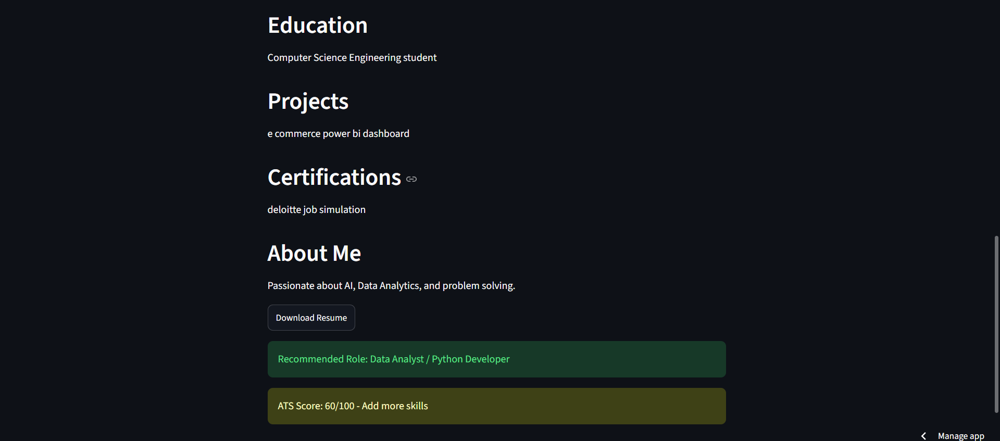 Education
Computer Science Engineering student
Projects
e commerce power bi dashboard
Certifications
deloitte job simulation
About Me
Passionate about AI, Data Analytics, and problem solving.
Download Resume
Recommended Role: Data Analyst / Python Developer
ATS Score: 60/100 - Add more skills
Manage app